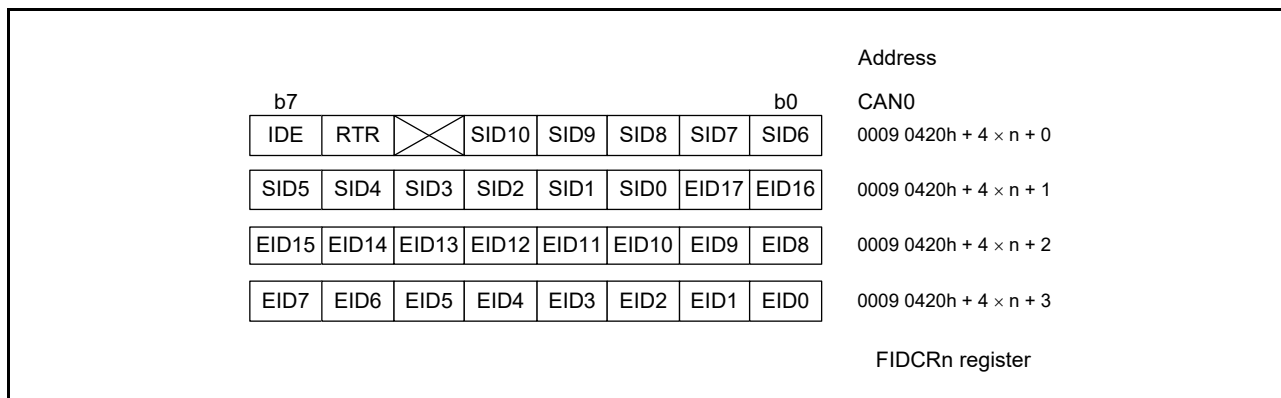 Address
b7 b0 CAN0
IDE RTR SID10 SID9 SID8 SID7 SID6 0009 0420h + 4 × n + 0
SID5 SID4 SID3 SID2 SID1 SID0 EID17 EID16 0009 0420h + 4 × n + 1
EID15 EID14 EID13 EID12 EID11 EID10 EID9 EID8 0009 0420h + 4 × n + 2
EID7 EID6 EID5 EID4 EID3 EID2 EID1 EID0 0009 0420h + 4 × n + 3
FIDCRn register